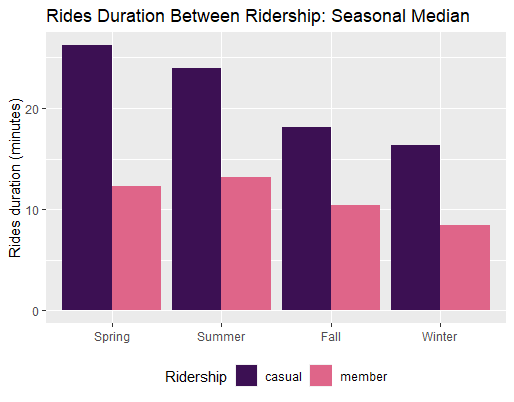 Rides Duration Between Ridership: Seasonal Median
Rides duration (minutes)
20
10
0
Spring Summer Fall Winter
Ridership casual member